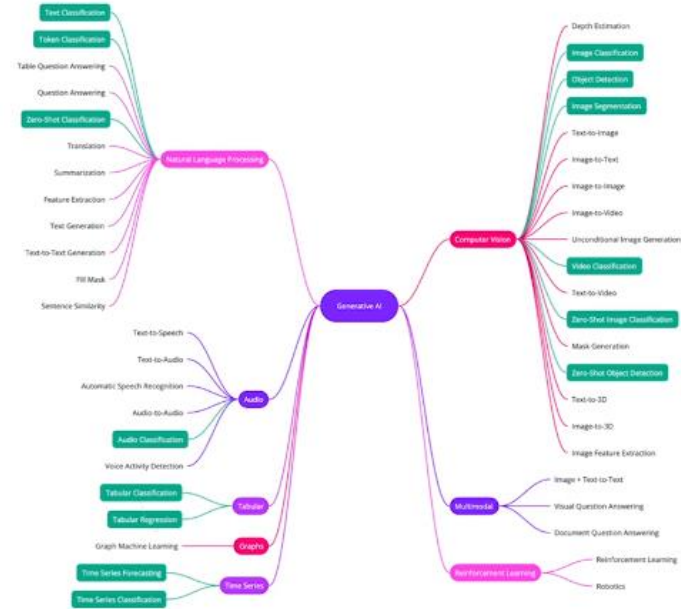 Text Classification
Token Classification
Table Question Answering
Question Answering
Zero-Shot Classification
Translation
Summarization
Feature Extraction
Text Generation
Text-to-Text Generation
Fill Mask
Sentence Similarity
Natural Language Processing
Text-to-Speech
Text-to-Audio
Automatic Speech Recognition
Audio-to-Audio
Audio Classification
Voice Activity Detection
Audio
Tabular Classification
Tabular Regression
Tabular
Graph Machine Learning
Graphs
Time Series Forecasting
Time Series Classification
Time Series
Generative AI
Computer Vision
Depth Estimation
Image Classification
Object Detection
Image Segmentation
Text-to-Image
Image-to-Text
Image-to-Image
Image-to-Video
Unconditional Image Generation
Video Classification
Text-to-Video
Zero-Shot Image Classification
Mask Generation
Zero-Shot Object Detection
Text-to-3D
Image-to-3D
Image Feature Extraction
Multimodal
Image + Text-to-Text
Visual Question Answering
Document Question Answering
Reinforcement Learning
Reinforcement Learning
Robotics